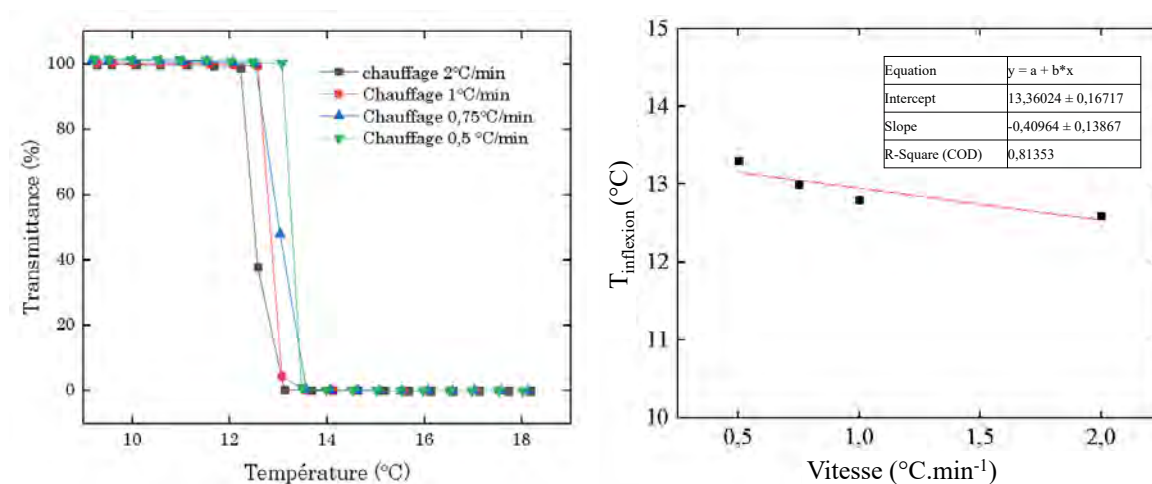 100
80
60
40
20
0
Transmittance (%)
chauffage 2°C/min
Chauffage 1°C/min
Chauffage 0,75°C/min
Chauffage 0,5 °C/min
10 12 14 16 18
Température (°C)
15
14
13
12
11
10
T inflexion (°C)
Equation y = a + b*x
Intercept 13,36024 ± 0,16717
Slope -0,40964 ± 0,13867
R-Square (COD) 0,81353
0,5 1,0 1,5 2,0
Vitesse (°C.min-1)